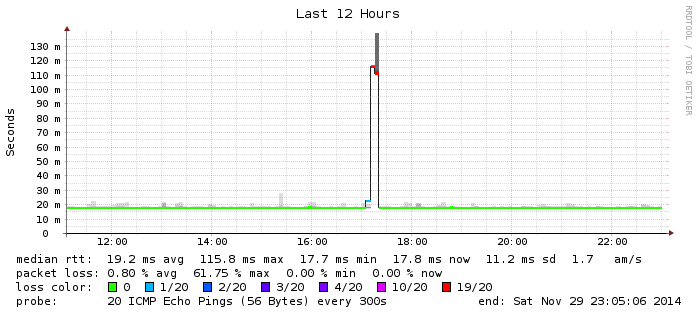 Last 12 Hours
RRDTOOL / TOBI OETIKER
Seconds
130 m
120 m
110 m
100 m
90 m
80 m
70 m
60 m
50 m
40 m
30 m
20 m
10 m
0
12:00 14:00 16:00 18:00 20:00 22:00
median rtt: 19.2 ms avg 115.8 ms max 17.7 ms min 17.8 ms now 11.2 ms sd 1.7 am/s
packet loss: 0.80 % avg 61.75 % max 0.00 % min 0.00 % now
loss color: 0 1/20 2/20 3/20 4/20 10/20 19/20
probe: 20 ICMP Echo Pings (56 Bytes) every 300s end: Sat Nov 29 23:05:06 2014